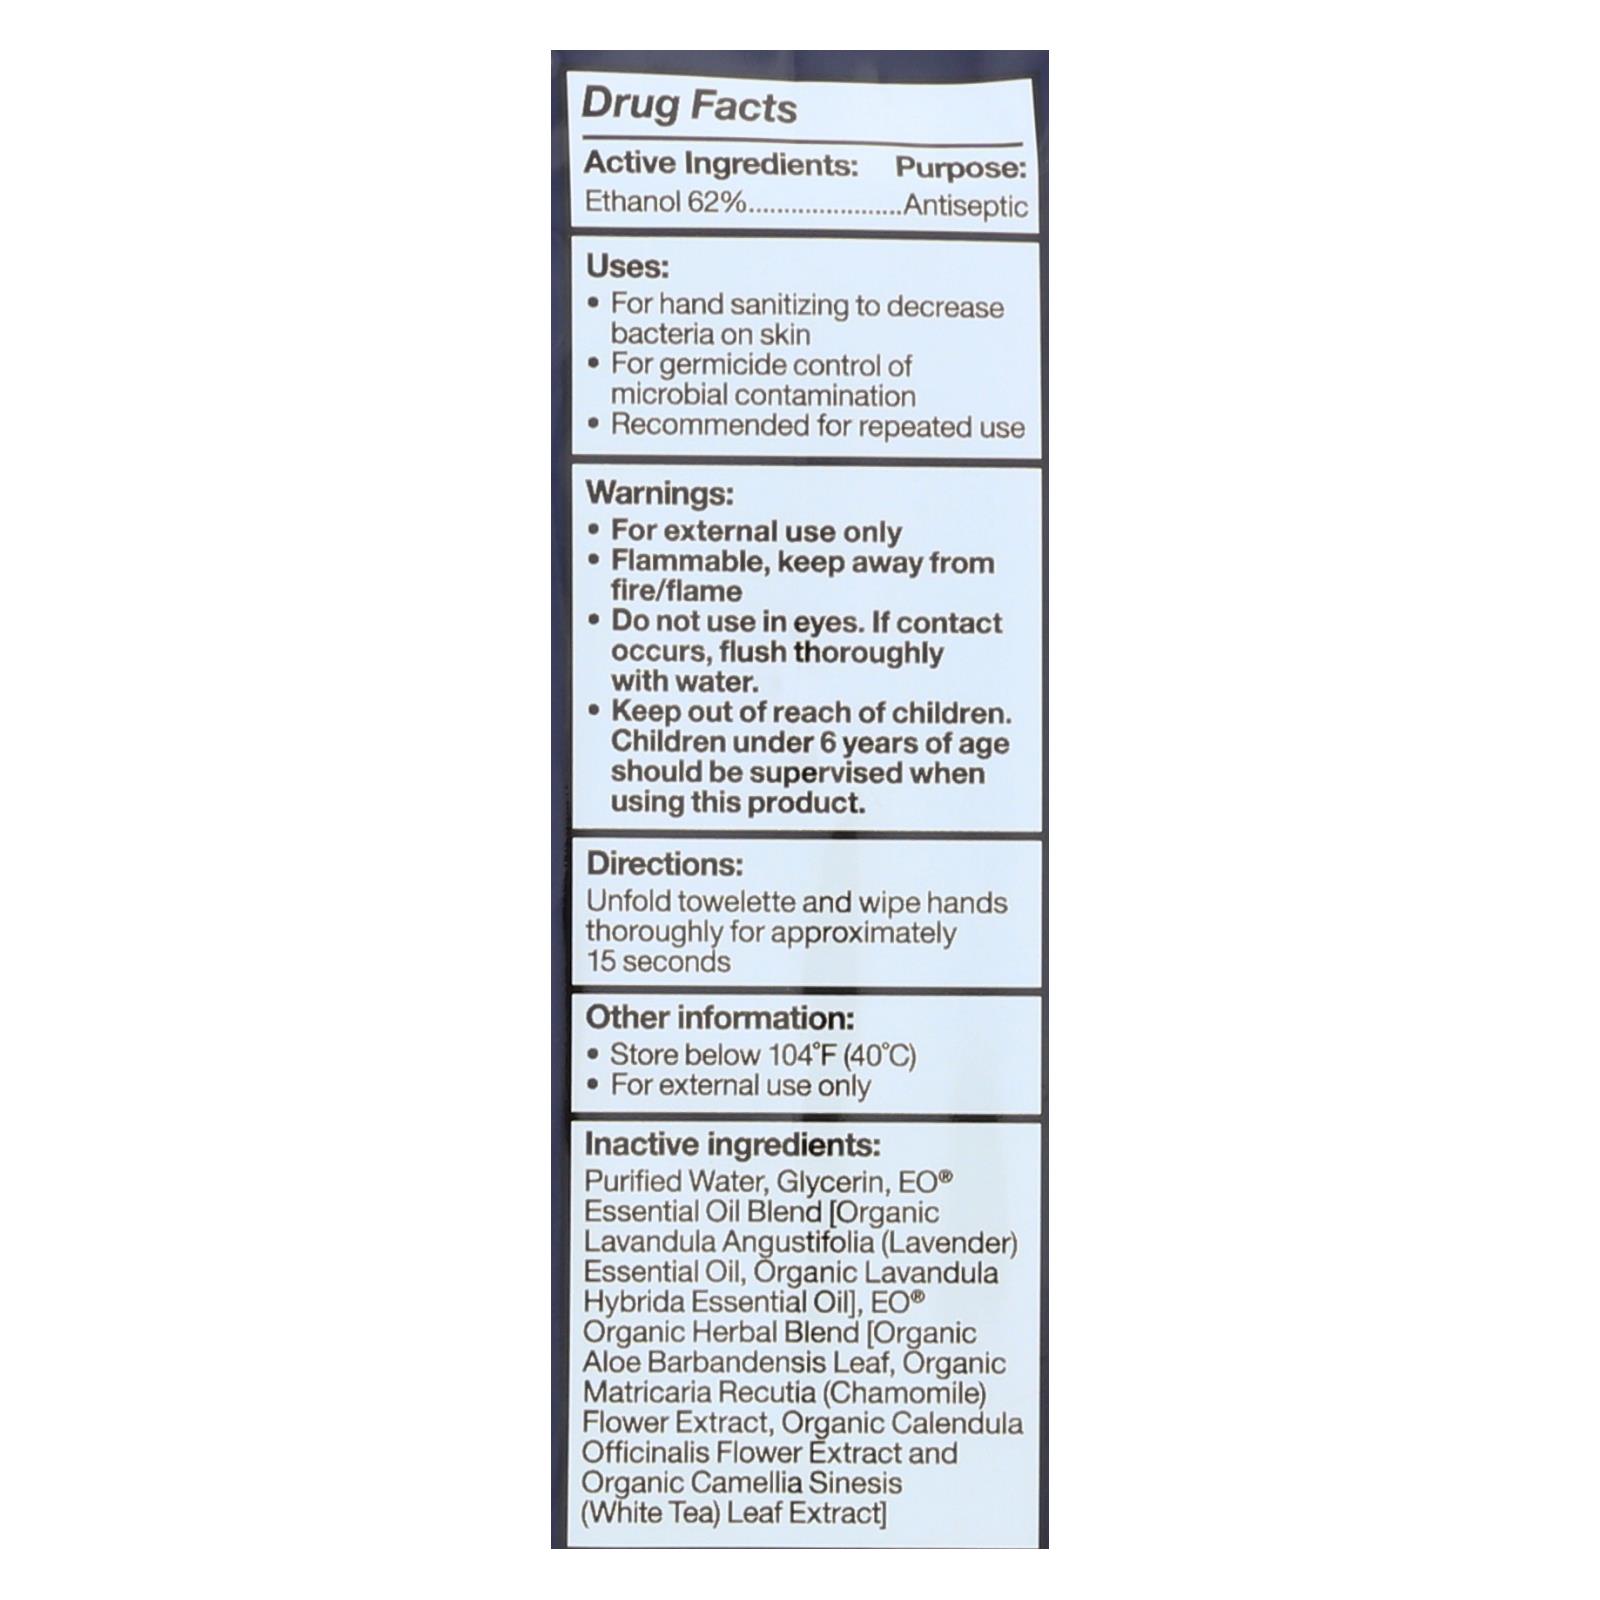 Drug Facts
Active Ingredients: Purpose:
Ethanol 62%......................Antiseptic
Uses:
• For hand sanitizing to decrease
bacteria on skin
• For germicide control of
microbial contamination
• Recommended for repeated use
Warnings:
• For external use only
• Flammable, keep away from
fire/flame
• Do not use in eyes. If contact
occurs, flush thoroughly
with water.
• Keep out of reach of children.
Children under 6 years of age
should be supervised when
using this product.
Directions:
Unfold towelette and wipe hands
thoroughly for approximately
15 seconds
Other information:
• Store below 104°F (40°C)
• For external use only
Inactive ingredients:
Purified Water, Glycerin, EO®
Essential Oil Blend [Organic
Lavandula Angustifolia (Lavender)
Essential Oil, Organic Lavandula
Hybrida Essential Oil], EO®
Organic Herbal Blend [Organic
Aloe Barbandensis Leaf, Organic
Matricaria Recutia (Chamomile)
Flower Extract, Organic Calendula
Officinalis Flower Extract and
Organic Camellia Sinesis
(White Tea) Leaf Extract]